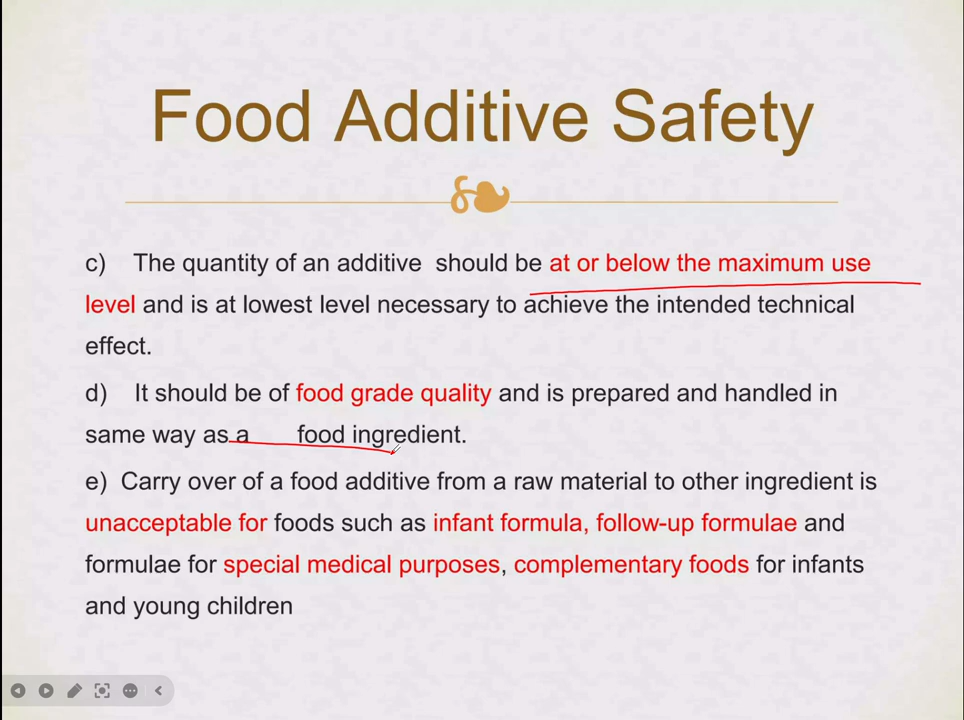 Food Additive Safety
c) The quantity of an additive should be at or below the maximum use
level and is at lowest level necessary to achieve the intended technical
effect.
d) It should be of food grade quality and is prepared and handled in
same way as a food ingredient.
e) Carry over of a food additive from a raw material to other ingredient is
unacceptable for foods such as infant formula, follow-up formulae and
formulae for special medical purposes, complementary foods for infants
and young children